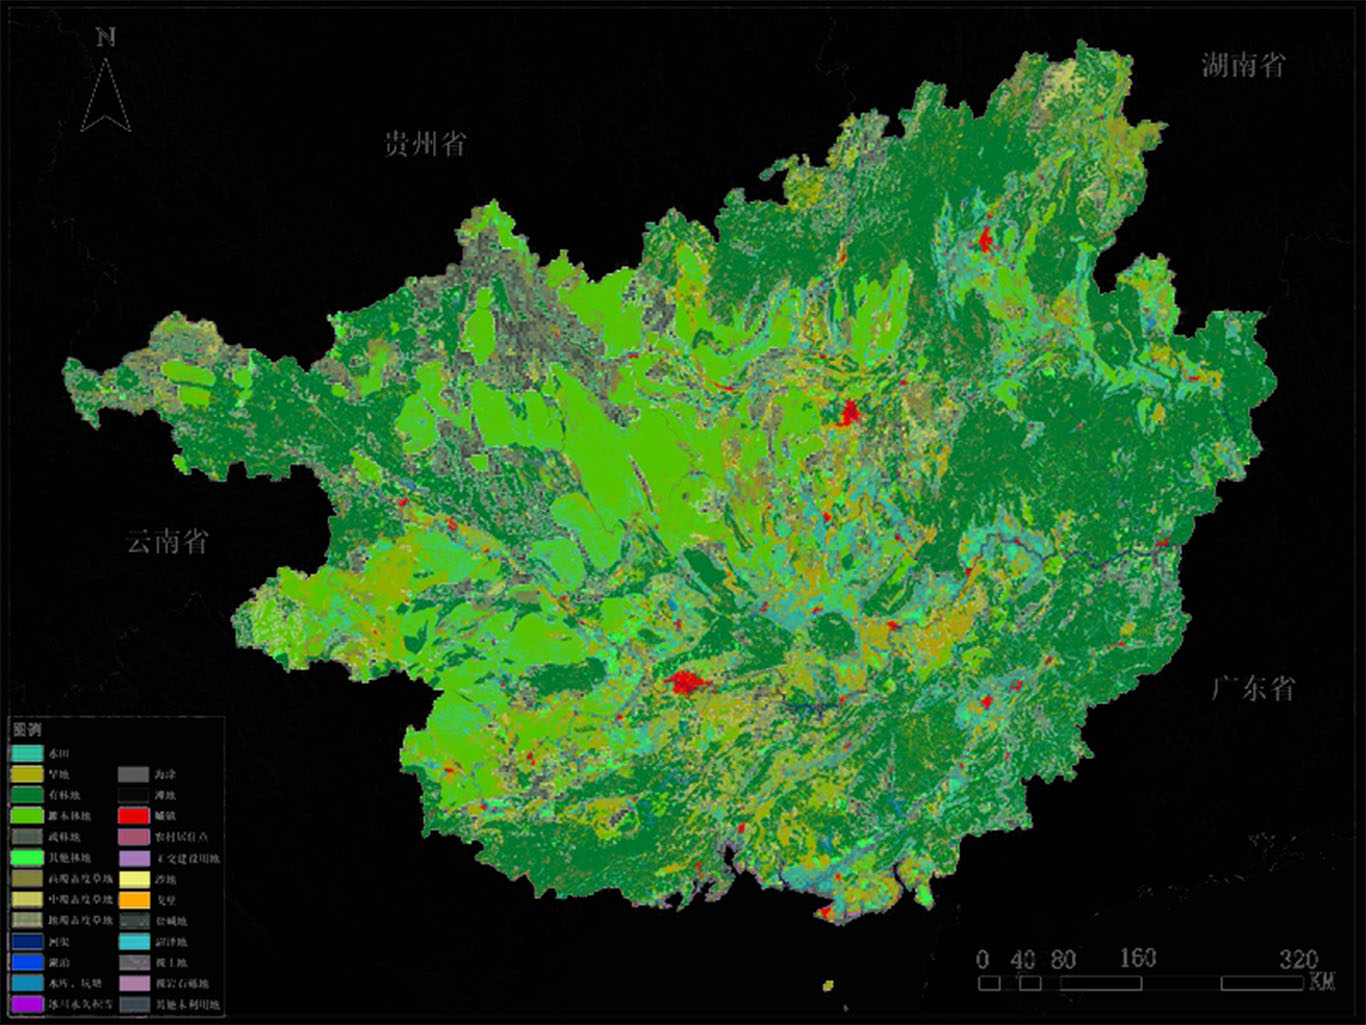 N
湖南省
贵州省
云南省
广东省
图例
水田
旱地
有林地
灌木林地
疏林地
其他林地
高覆盖度草地
中覆盖度草地
低覆盖度草地
河渠
湖泊
水库、坑塘
冰川永久积雪
海涂
滩地
城镇
农村居住点
工交建设用地
沙地
戈壁
盐碱地
沼泽地
裸土地
裸岩石砾地
其他未利用地
0 40 80 160 320
KM